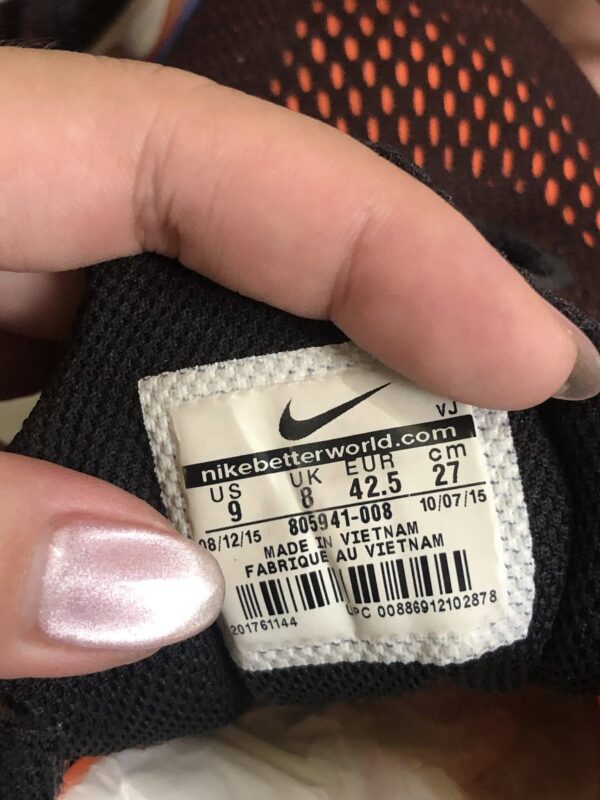 VJ
nikebetterworld.com
US UK EUR cm
9 8 42.5 27
08/12/15 805941-008 10/07/15
MADE IN VIETNAM
FABRIQUE AU VIETNAM
201761144 UPC 00886912102878